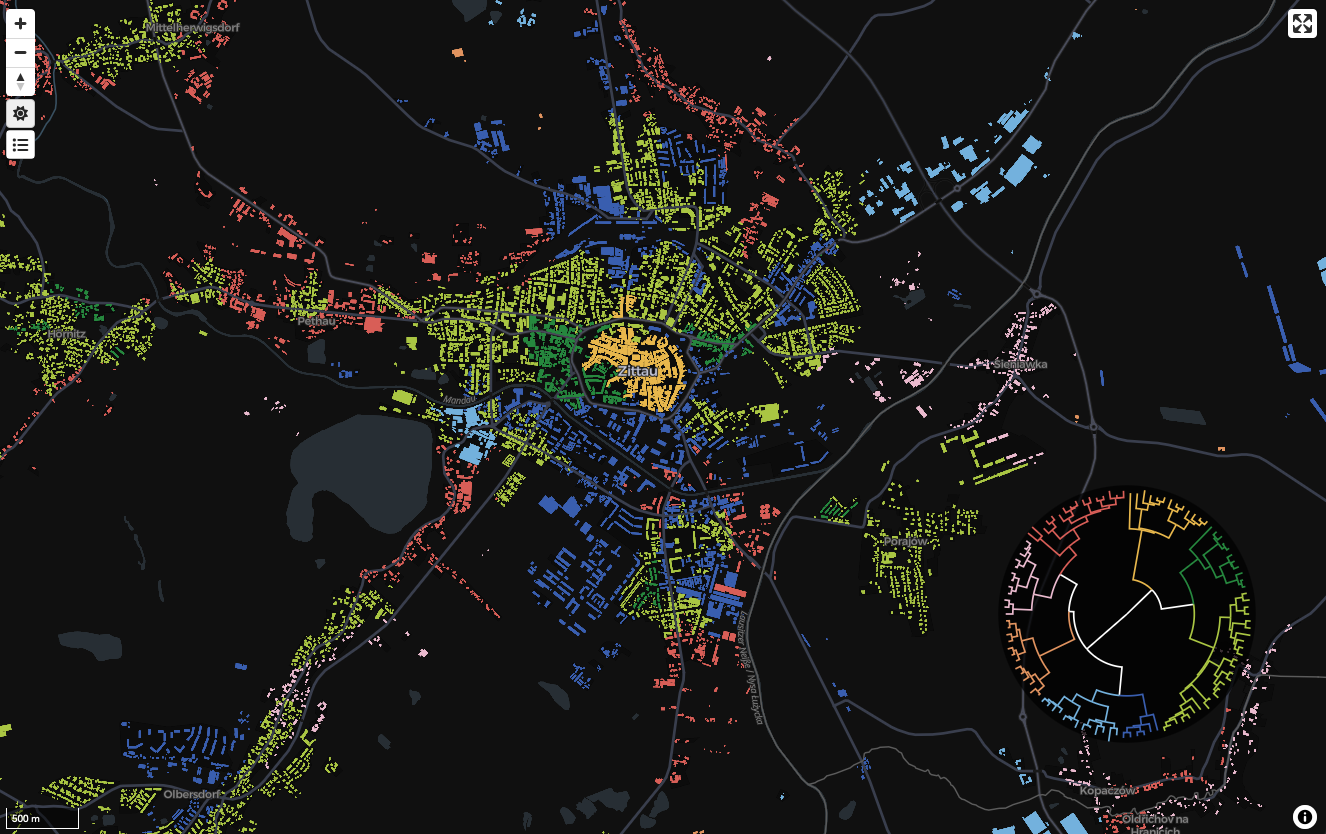 Mittelherwigsdorf
Hörnitz
Pethau
Zittau
Sieniawka
Mandau
Porajów
Lausitzer Neiße / Nysa Łużycka
Olbersdorf
Kopaczów
Oldřichov na
Hranicích
500 m